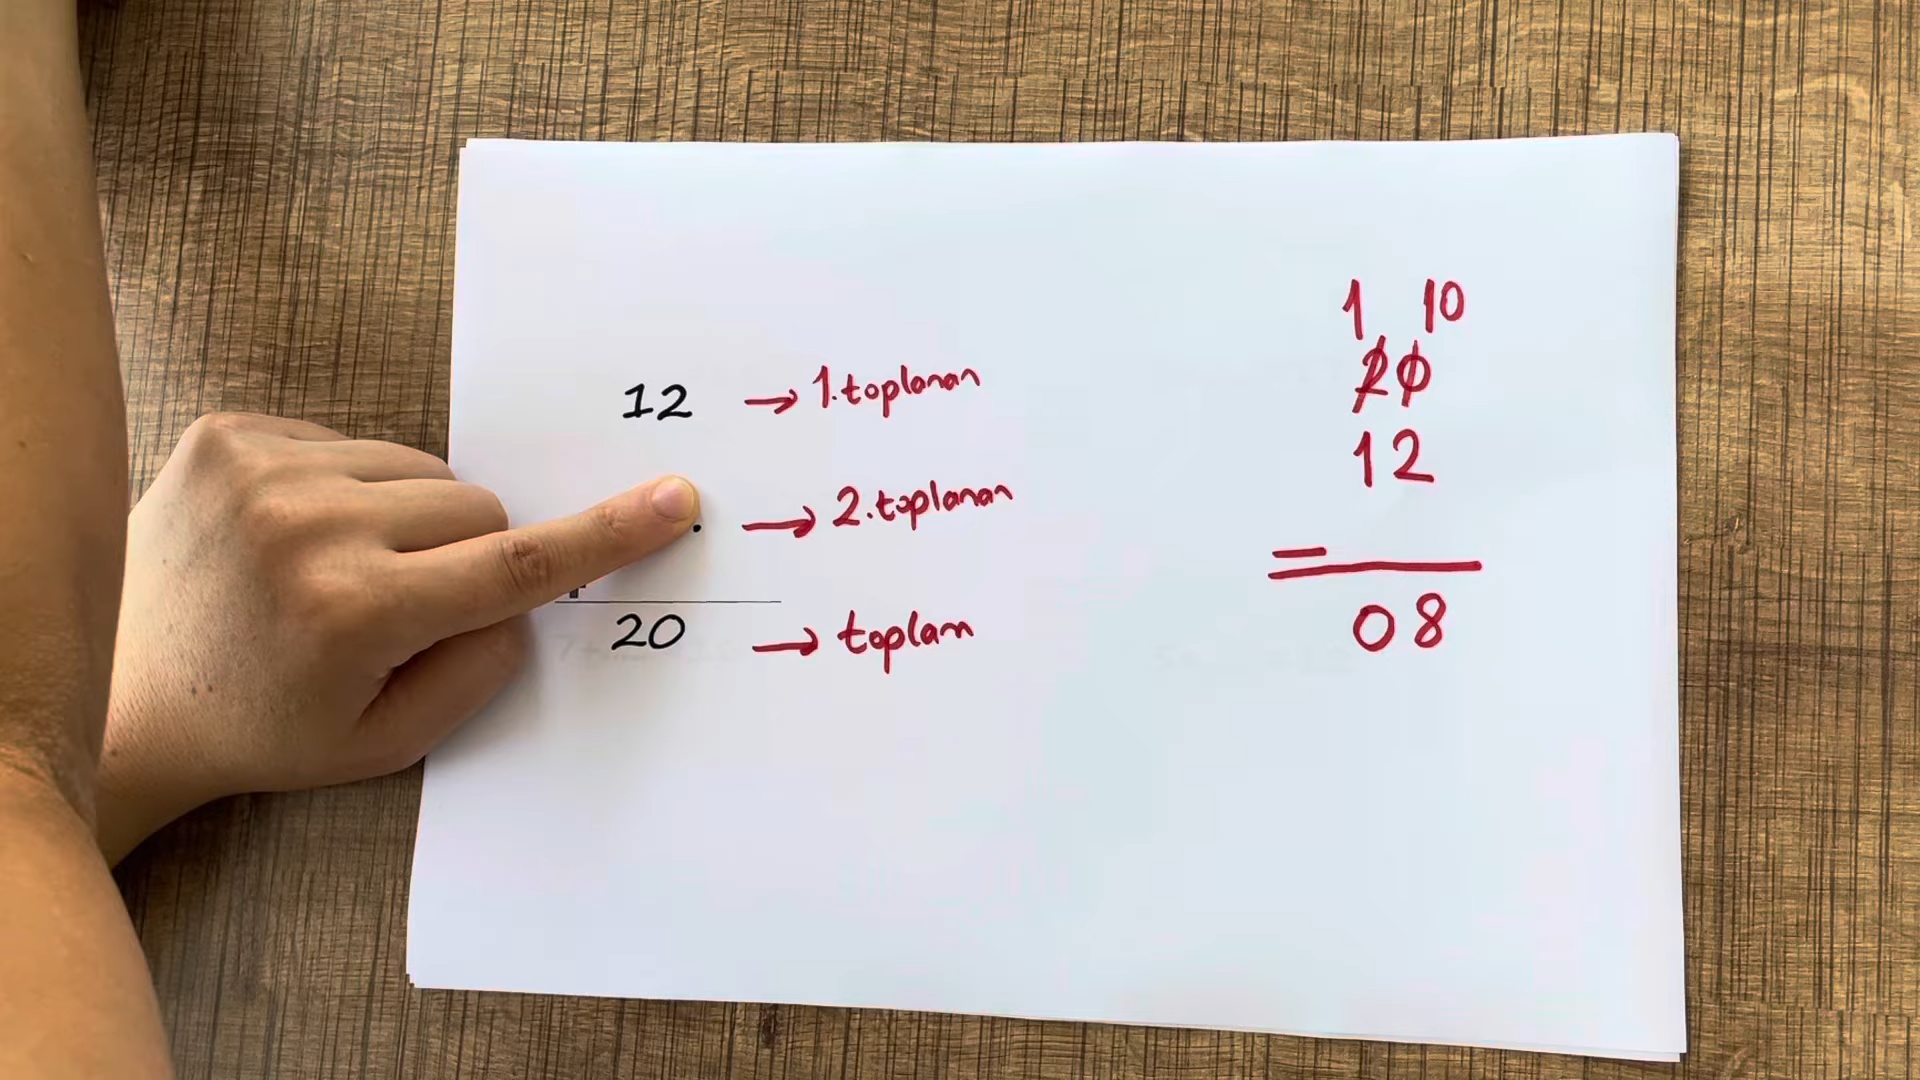 12 → 1.toplanan
. → 2.toplanan
+
20 → toplam
1 10
20
12
08